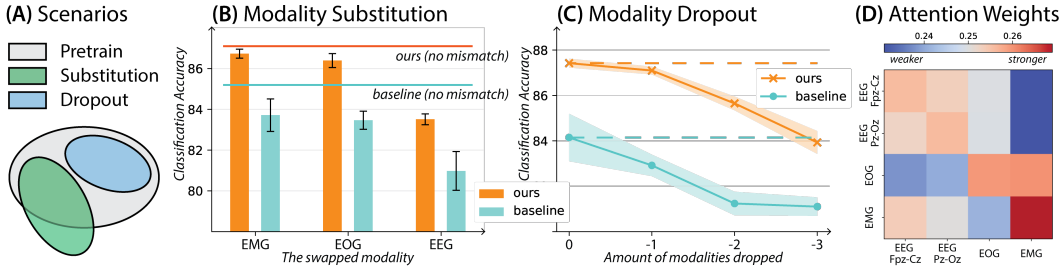 (A) Scenarios
Pretrain
Substitution
Dropout
(B) Modality Substitution
Classification Accuracy
86
84
82
80
ours (no mismatch)
baseline (no mismatch)
ours
baseline
EMG
EOG
EEG
The swapped modality
(C) Modality Dropout
Classification Accuracy
88
86
84
ours
baseline
0
-1
-2
-3
Amount of modalities dropped
(D) Attention Weights
0.24
0.25
0.26
weaker
stronger
EEG
Fpz-Cz
EEG
Pz-Oz
EOG
EMG
EEG
Fpz-Cz
EEG
Pz-Oz
EOG
EMG